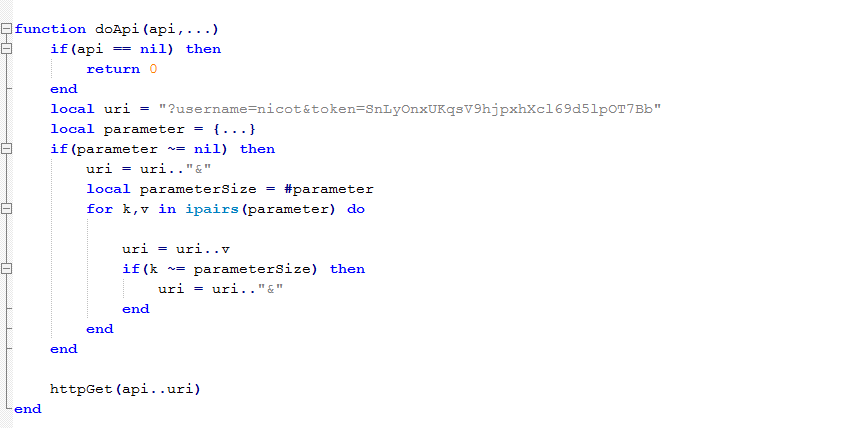 function doApi(api,...)
    if(api == nil) then
        return 0
    end
    local uri = "?username=nicot&token=SnLyOnxUKqsV9hjpxhXcl69d5lpOT7Bb"
    local parameter = {...}
    if(parameter ~= nil) then
        uri = uri.."&"
        local parameterSize = #parameter
        for k,v in ipairs(parameter) do
            uri = uri..v
            if(k ~= parameterSize) then
                uri = uri.."&"
            end
        end
    end
    httpGet(api..uri)
end